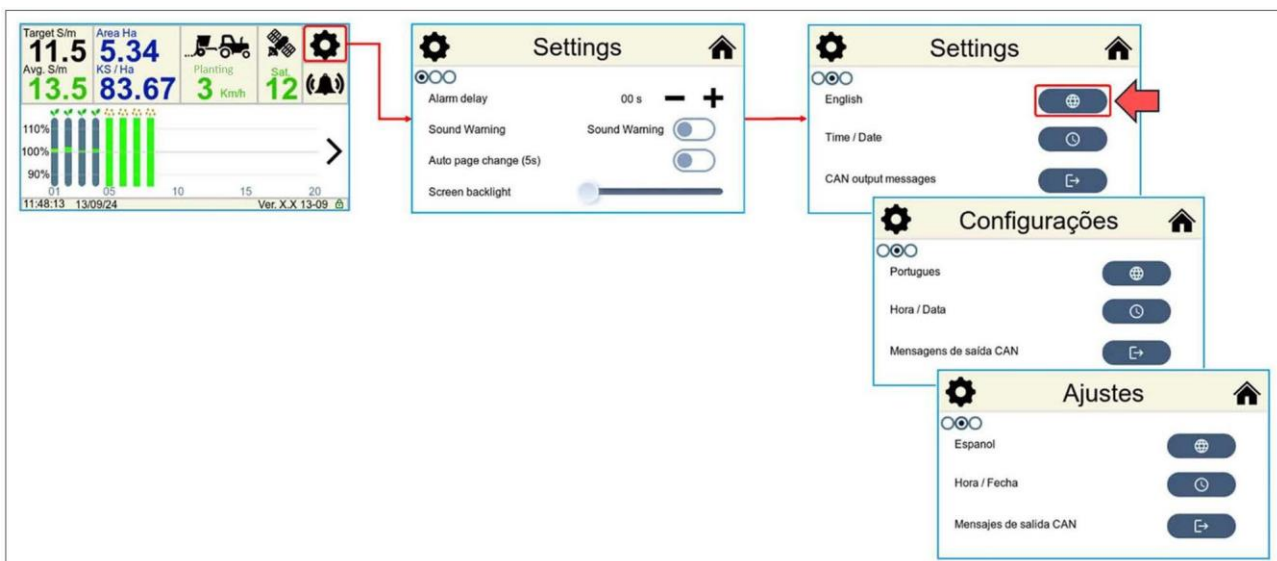 Target S/m
11.5
Area Ha
5.34
Avg. S/m
13.5
KS / Ha
83.67
Planting
3 Km/h
Sat.
12
110%
100%
90%
01 05 10 15 20
11:48:13 13/09/24 Ver. X.X 13-09
Settings
Alarm delay 00 s
Sound Warning Sound Warning
Auto page change (5s)
Screen backlight
Settings
English
Time / Date
CAN output messages
Configurações
Portugues
Hora / Data
Mensagens de saída CAN
Ajustes
Espanol
Hora / Fecha
Mensajes de salida CAN